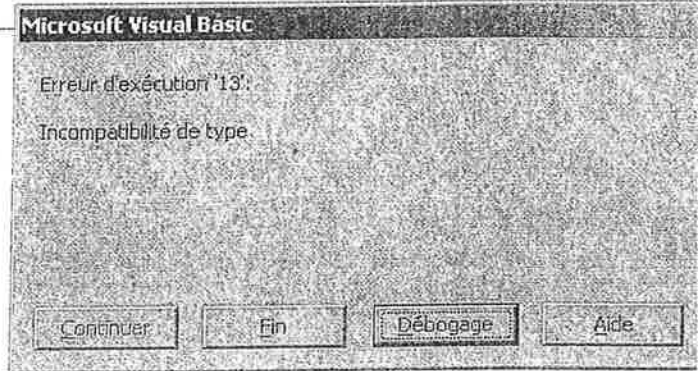 Microsoft Visual Basic
Erreur d'exécution '13':
Incompatibilité de type
Continuer
Fin
Débogage
Aide